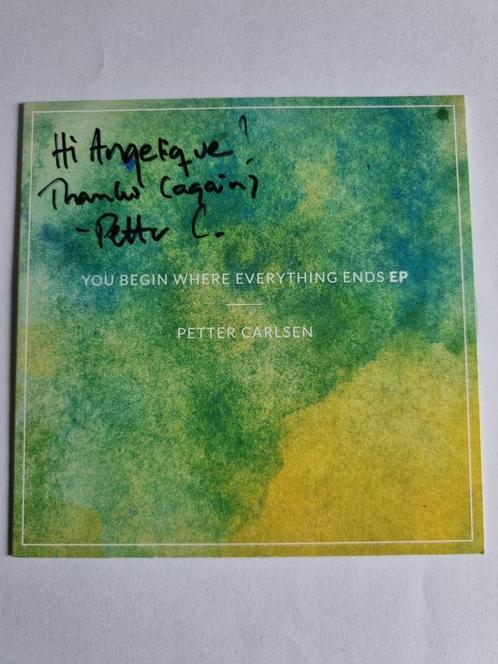 Hi Angelique!
Thanks (again)
- Petter C.
YOU BEGIN WHERE EVERYTHING ENDS EP
PETTER CARLSEN